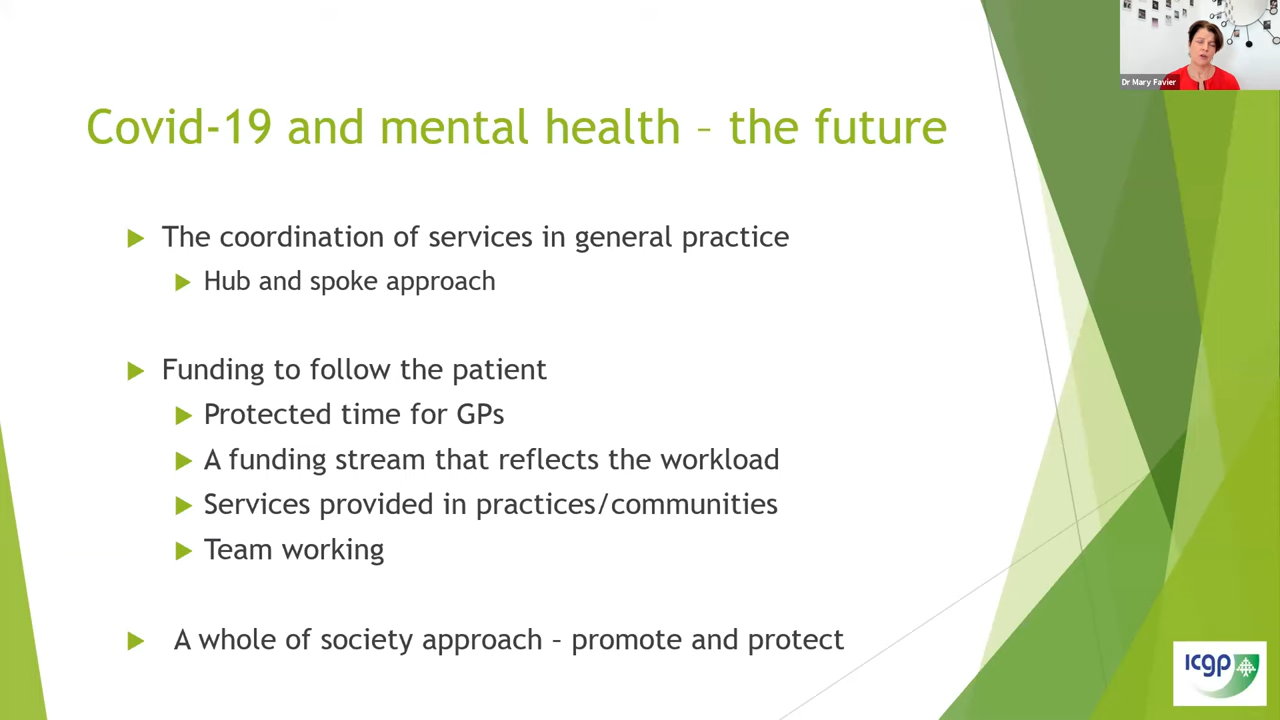 Dr Mary Favier
Covid-19 and mental health – the future
The coordination of services in general practice
Hub and spoke approach
Funding to follow the patient
Protected time for GPs
A funding stream that reflects the workload
Services provided in practices/communities
Team working
A whole of society approach – promote and protect
icgp